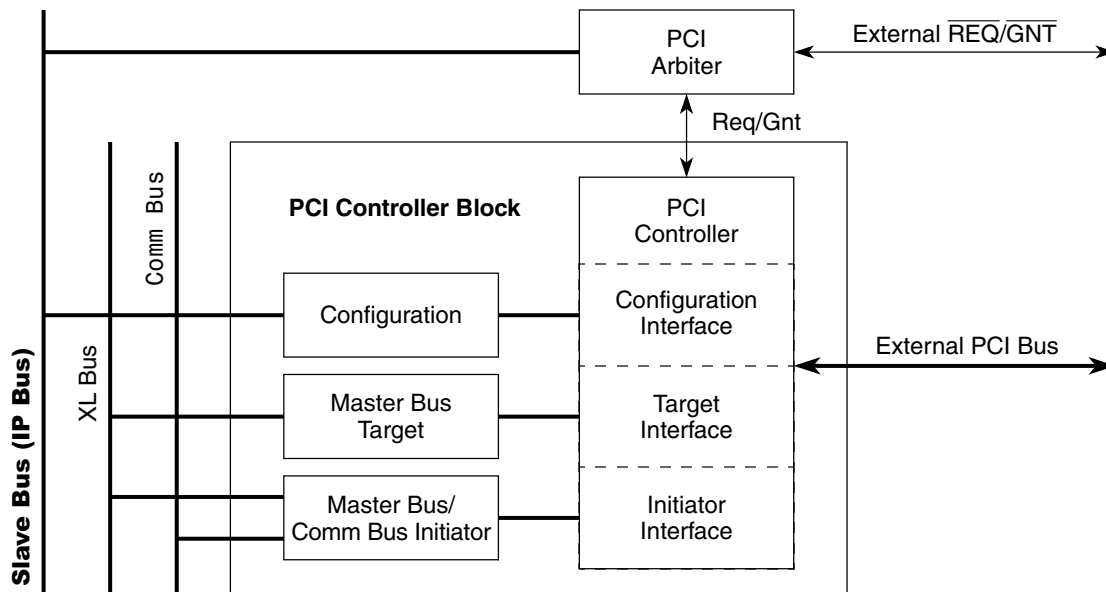 PCI
Arbiter
External REQ/GNT
Req/Gnt
PCI Controller Block
PCI
Controller
Comm Bus
Configuration
Configuration
Interface
External PCI Bus
Slave Bus (IP Bus)
XL Bus
Master Bus
Target
Target
Interface
Master Bus/
Comm Bus Initiator
Initiator
Interface